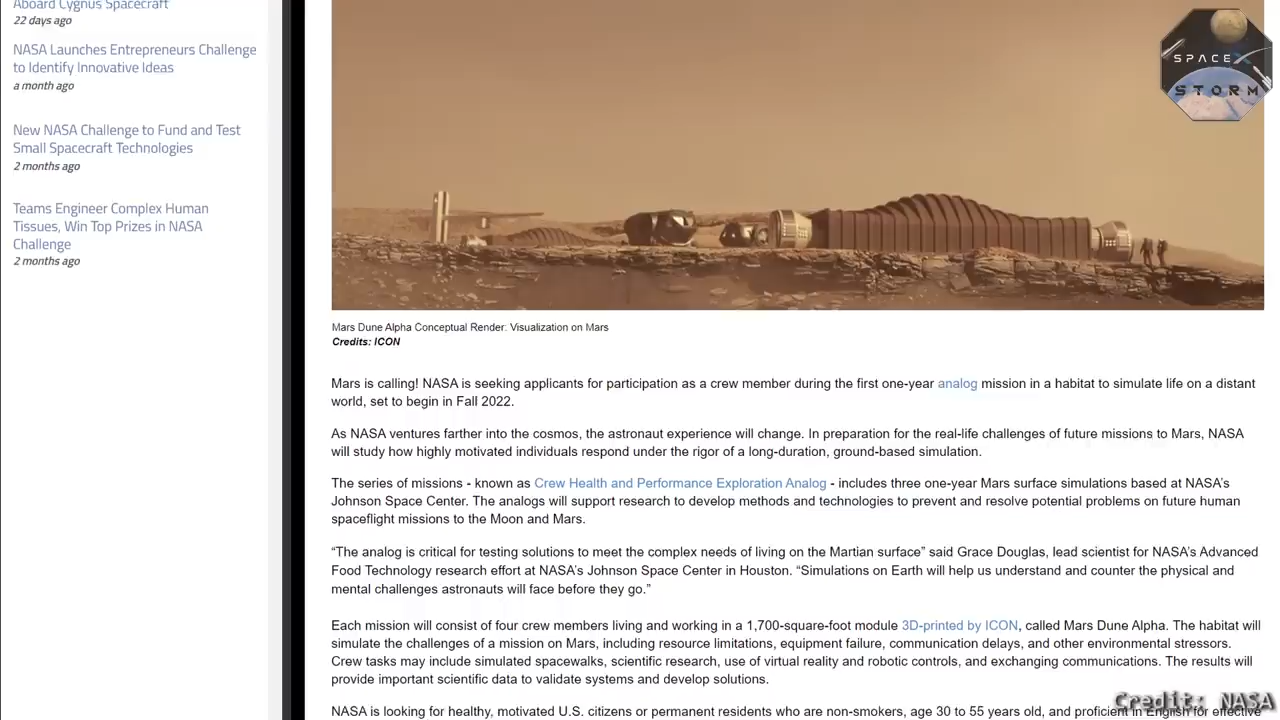 Aboard Cygnus Spacecraft
22 days ago
NASA Launches Entrepreneurs Challenge
to Identify Innovative Ideas
a month ago
New NASA Challenge to Fund and Test
Small Spacecraft Technologies
2 months ago
Teams Engineer Complex Human
Tissues, Win Top Prizes in NASA
Challenge
2 months ago
SPACEX
STORM
Mars Dune Alpha Conceptual Render: Visualization on Mars
Credits: ICON
Mars is calling! NASA is seeking applicants for participation as a crew member during the first one-year analog mission in a habitat to simulate life on a distant
world, set to begin in Fall 2022.
As NASA ventures farther into the cosmos, the astronaut experience will change. In preparation for the real-life challenges of future missions to Mars, NASA
will study how highly motivated individuals respond under the rigor of a long-duration, ground-based simulation.
The series of missions - known as Crew Health and Performance Exploration Analog - includes three one-year Mars surface simulations based at NASA's
Johnson Space Center. The analogs will support research to develop methods and technologies to prevent and resolve potential problems on future human
spaceflight missions to the Moon and Mars.
“The analog is critical for testing solutions to meet the complex needs of living on the Martian surface” said Grace Douglas, lead scientist for NASA’s Advanced
Food Technology research effort at NASA’s Johnson Space Center in Houston. “Simulations on Earth will help us understand and counter the physical and
mental challenges astronauts will face before they go.”
Each mission will consist of four crew members living and working in a 1,700-square-foot module 3D-printed by ICON, called Mars Dune Alpha. The habitat will
simulate the challenges of a mission on Mars, including resource limitations, equipment failure, communication delays, and other environmental stressors.
Crew tasks may include simulated spacewalks, scientific research, use of virtual reality and robotic controls, and exchanging communications. The results will
provide important scientific data to validate systems and develop solutions.
NASA is looking for healthy, motivated U.S. citizens or permanent residents who are non-smokers, age 30 to 55 years old, and proficient in English for effective
Credit: NASA